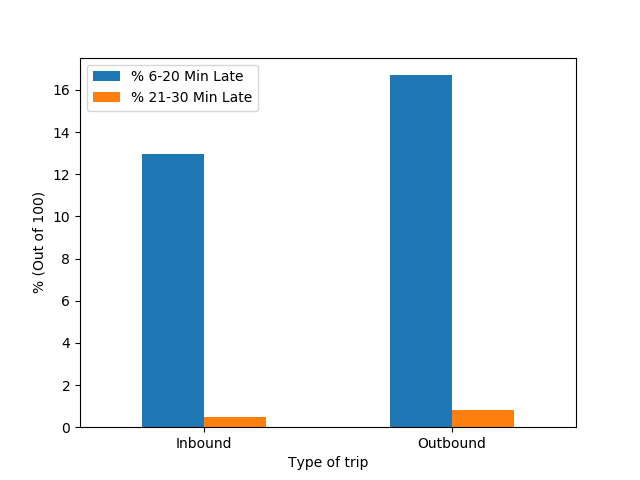 % 6-20 Min Late
% 21-30 Min Late
16
14
12
10
8
6
4
2
0
% (Out of 100)
Inbound
Outbound
Type of trip